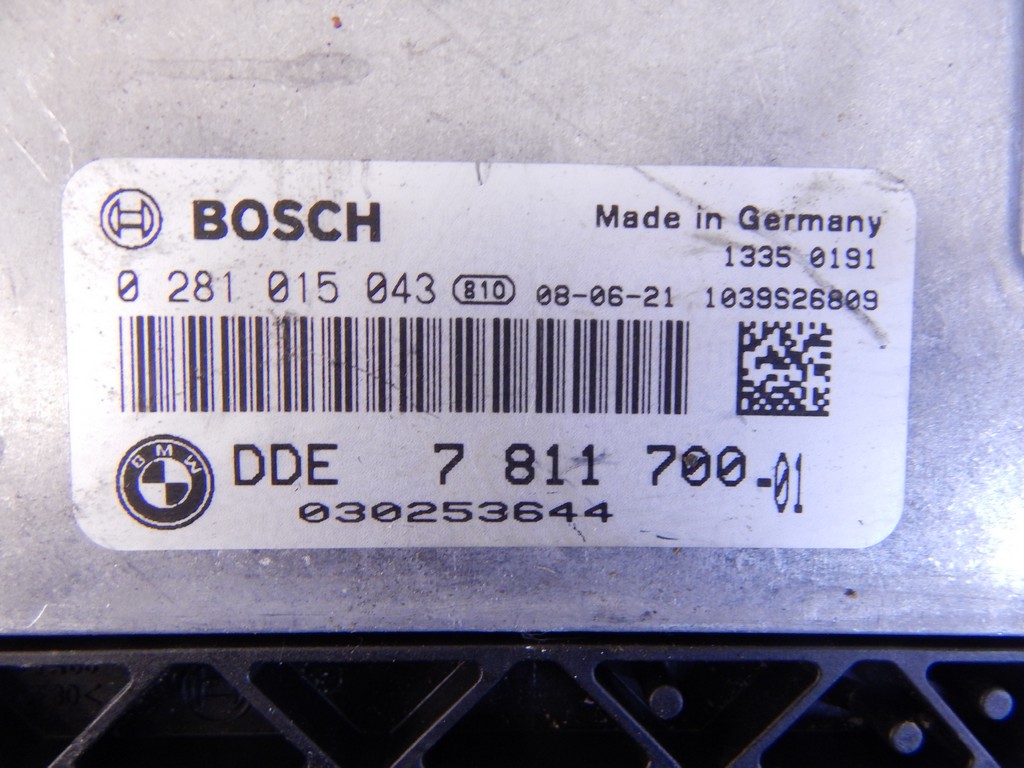 BOSCH
Made in Germany
1335 0191
0 281 015 043 810 08-06-21 1039S26809
BMW
DDE 7 811 700-01
030253644